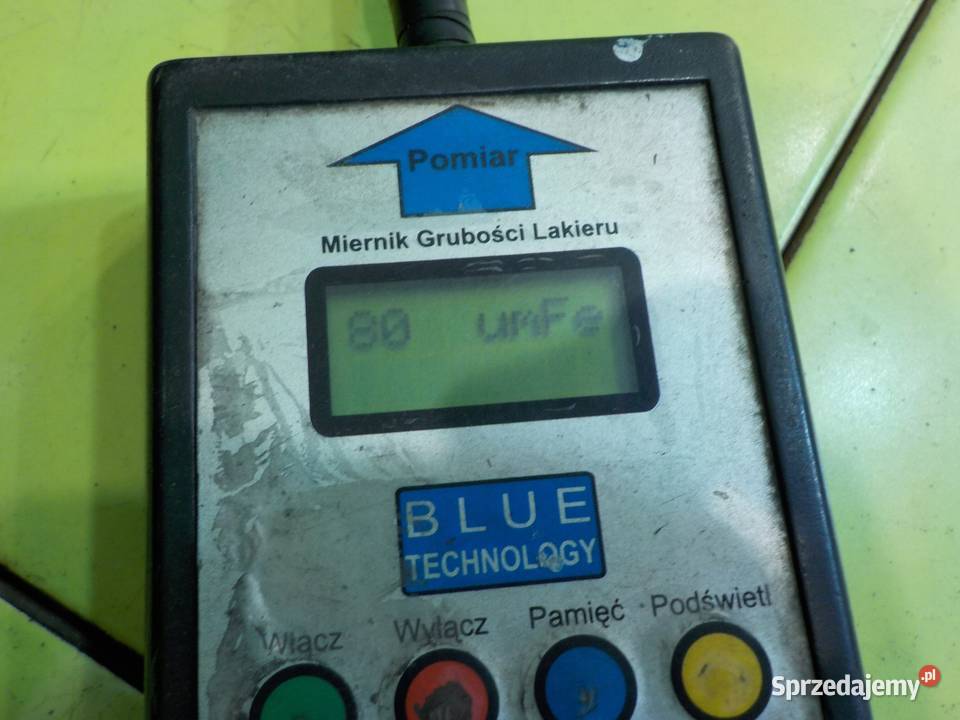 Pomiar
Miernik Grubości Lakieru
80 umFe
BLUE
TECHNOLOGY
Włącz Wyłącz Pamięć Podświetl
Sprzedajemy.pl